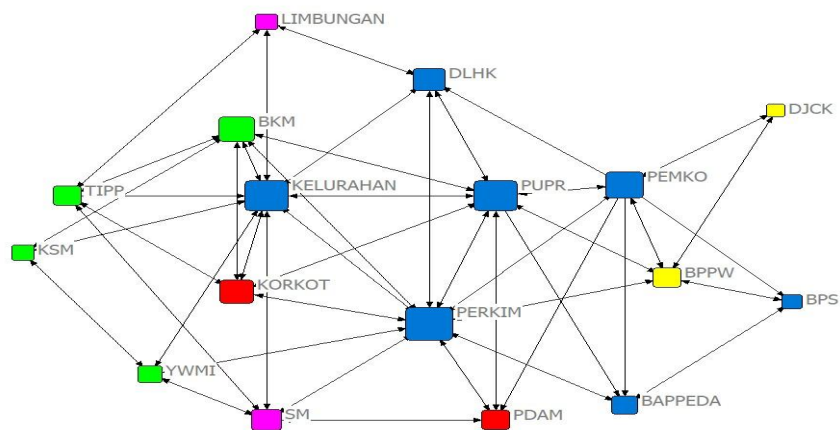 LIMBUNGAN
DLHK
DJCK
BKM
PEMKO
KELURAHAN
PUPR
TIPP
KSM
BPPW
KORKOT
BPS
PERKIM
YWMI
BAPPEDA
SM
PDAM